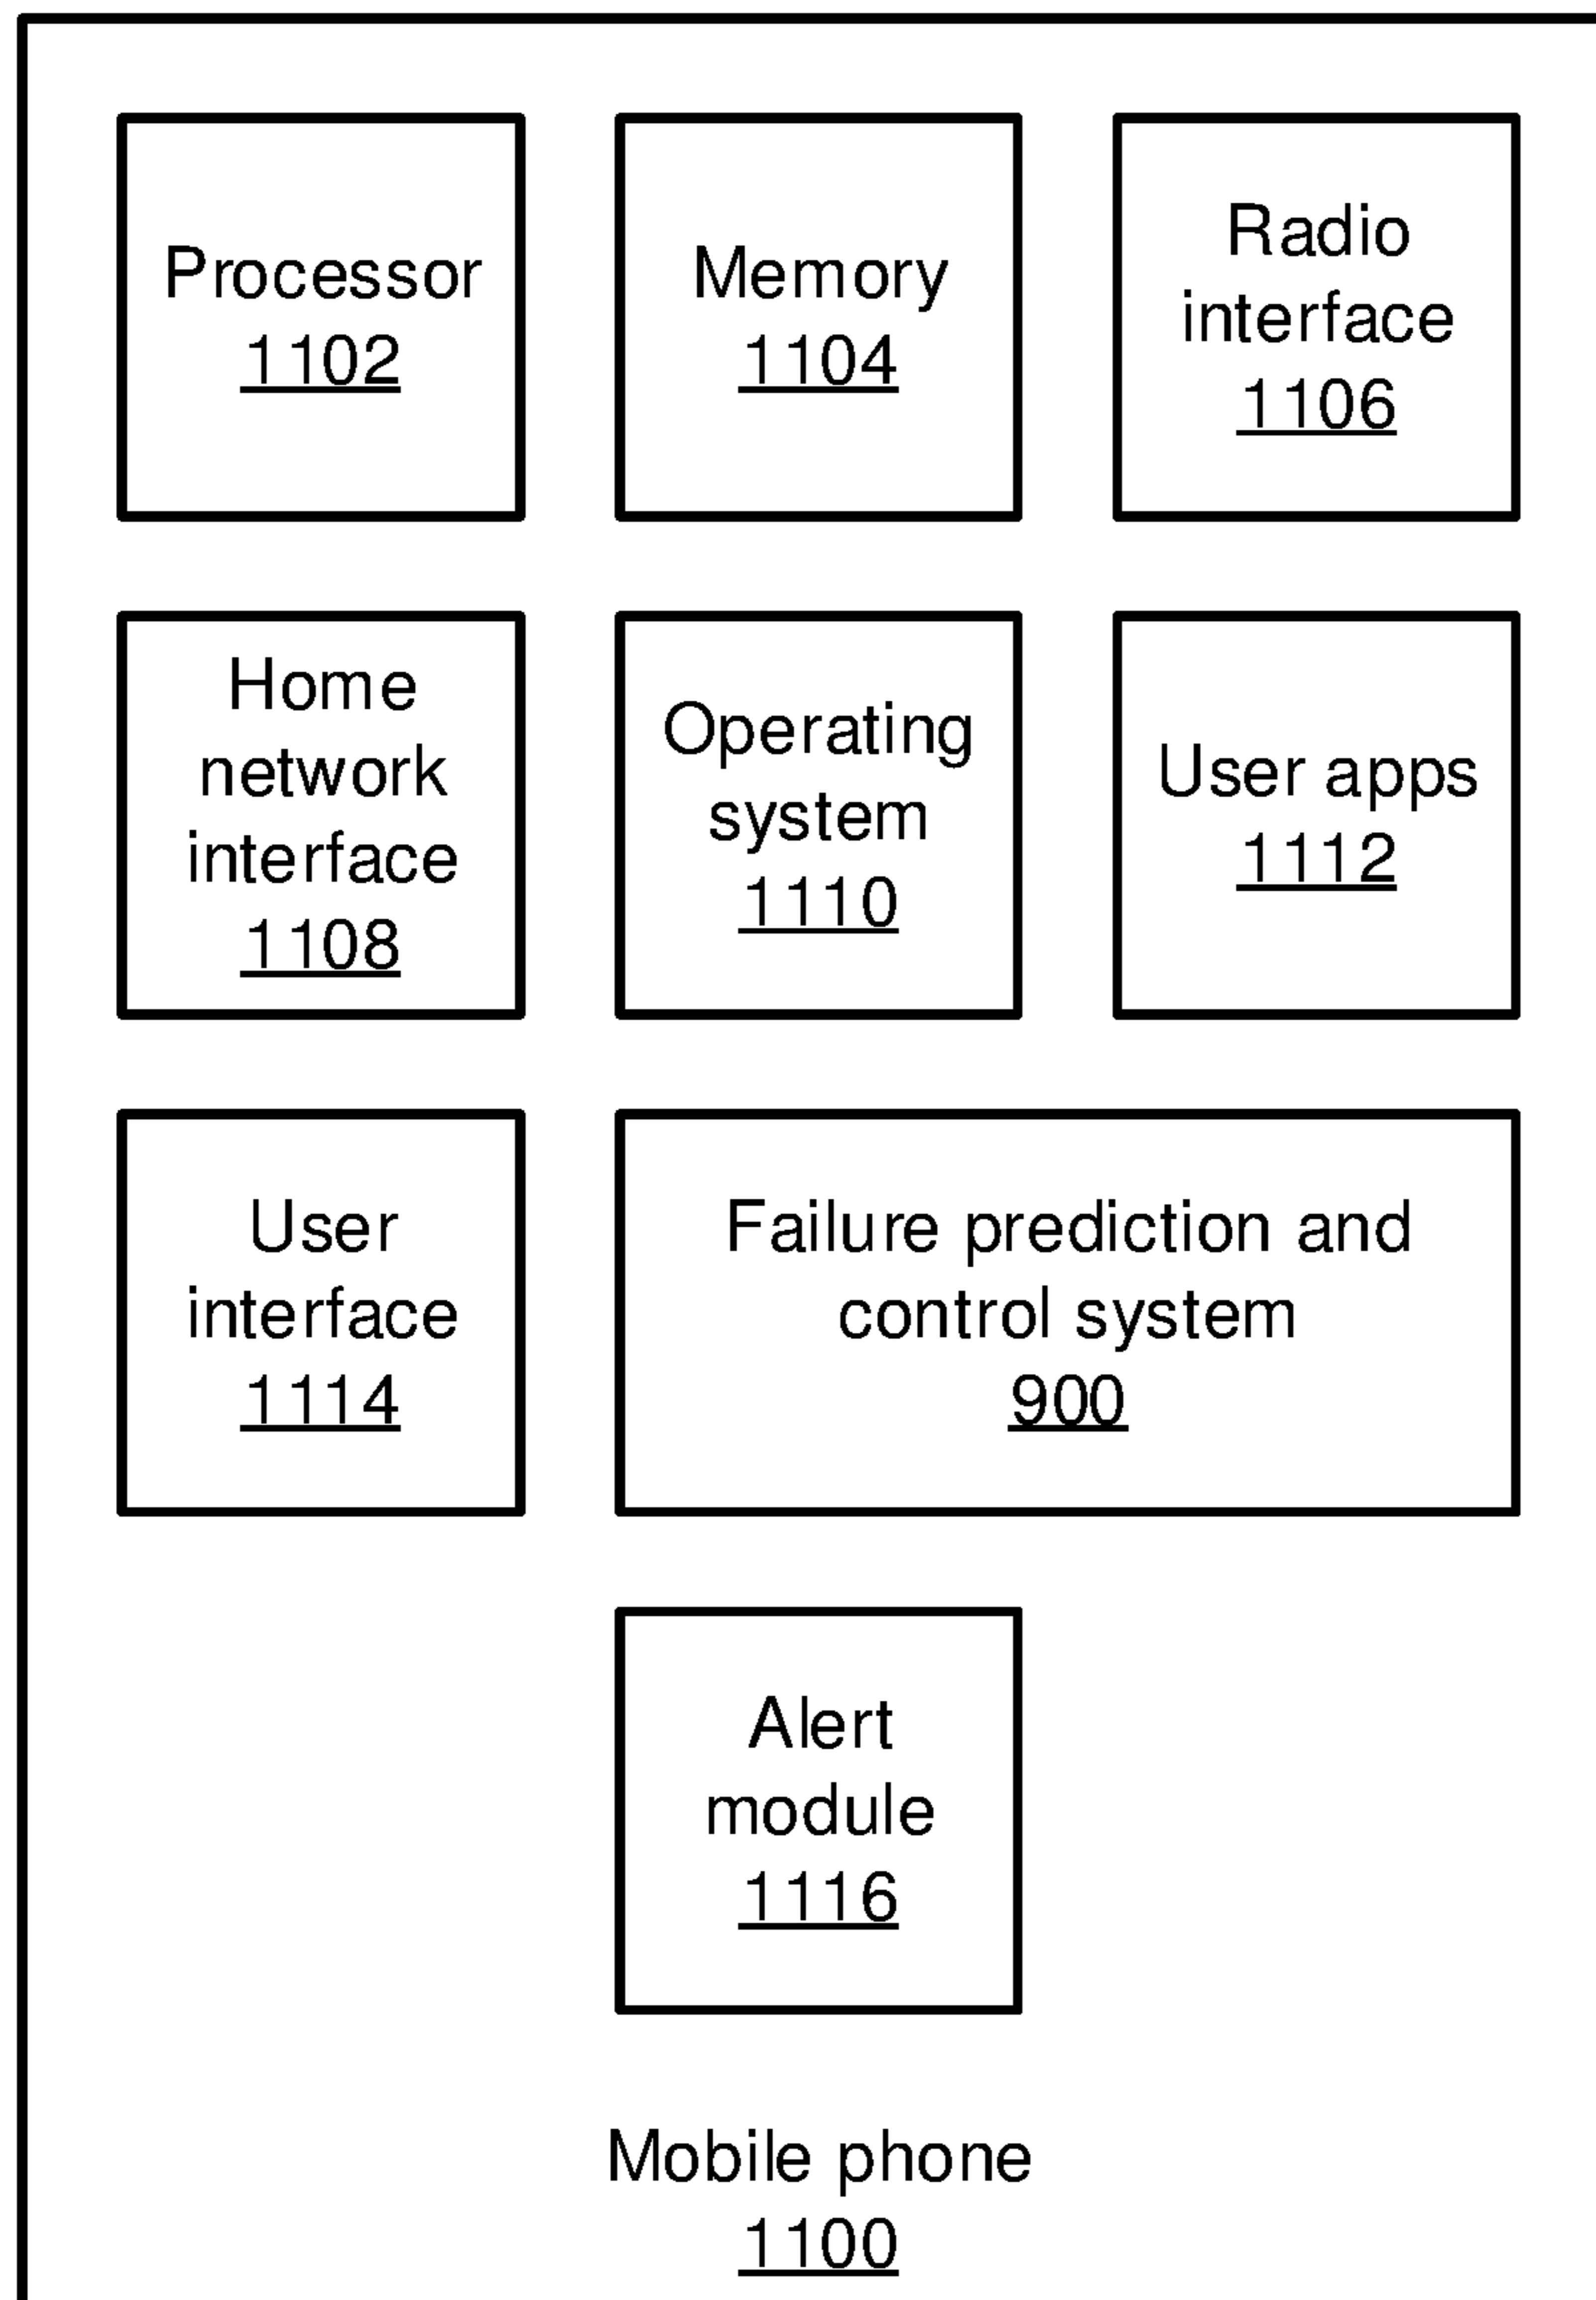 Processor
1102
Memory
1104
Radio
interface
1106
Home
network
interface
1108
Operating
system
1110
User apps
1112
User
interface
1114
Failure prediction and
control system
900
Alert
module
1116
Mobile phone
1100